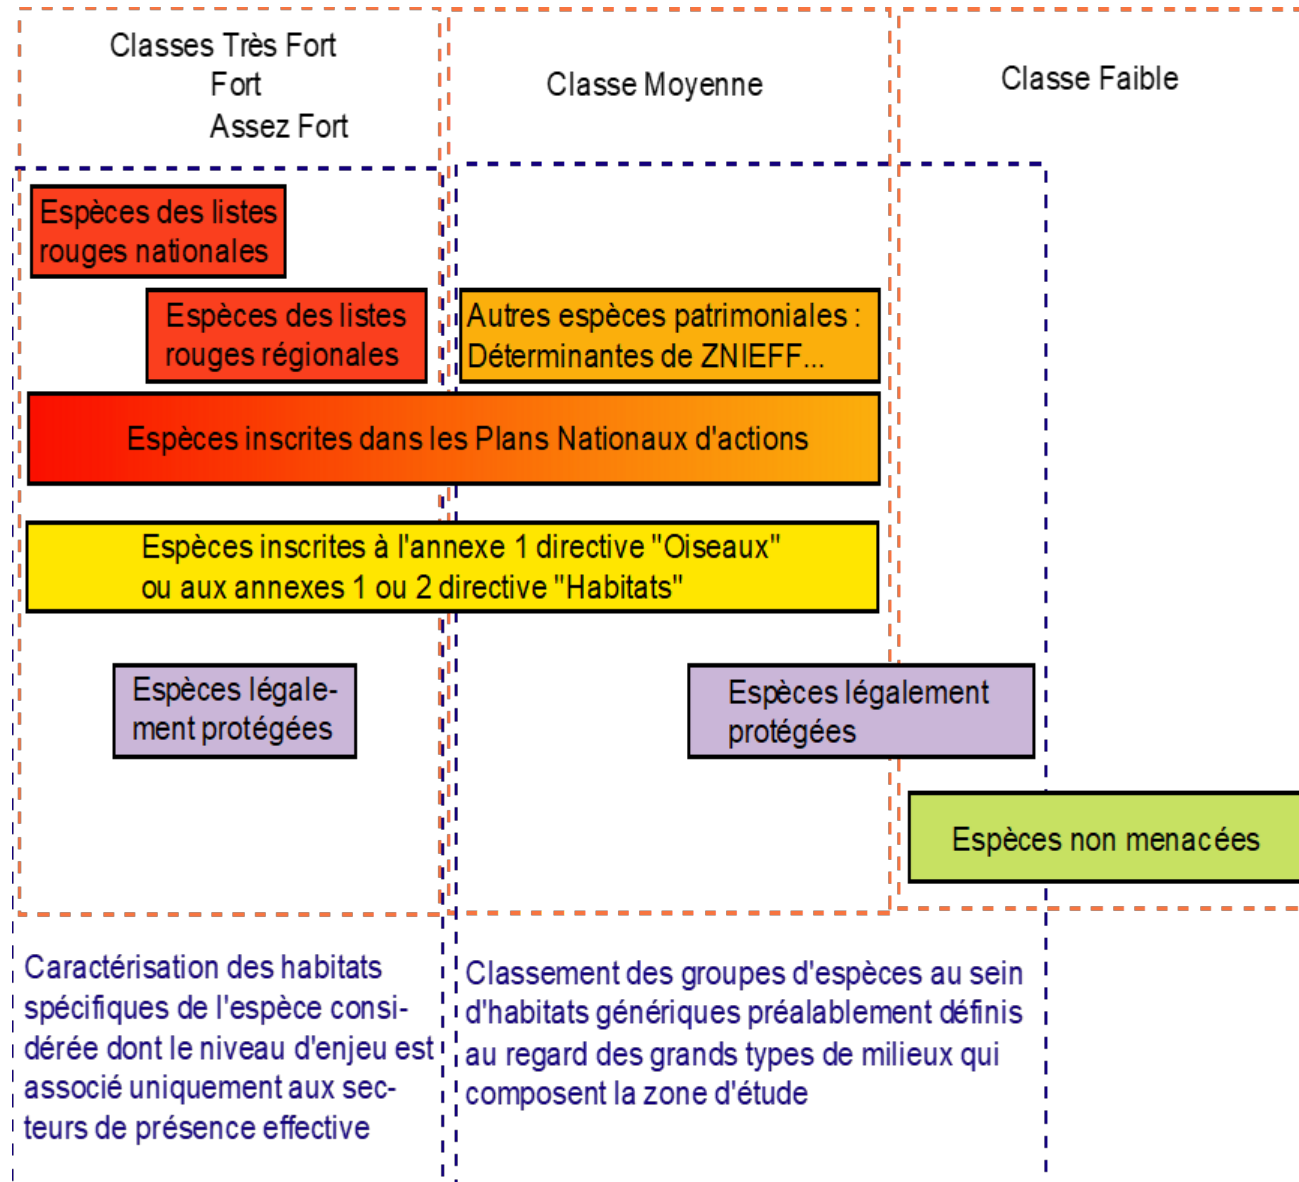 Classes Très Fort
Fort
Assez Fort
Classe Moyenne
Classe Faible
Espèces des listes
rouges nationales
Espèces des listes
rouges régionales
Autres espèces patrimoniales :
Déterminantes de ZNIEFF...
Espèces inscrites dans les Plans Nationaux d'actions
Espèces inscrites à l'annexe 1 directive "Oiseaux"
ou aux annexes 1 ou 2 directive "Habitats"
Espèces légale-
ment protégées
Espèces légalement
protégées
Espèces non menacées
Caractérisation des habitats
spécifiques de l'espèce consi-
dérée dont le niveau d'enjeu est
associé uniquement aux sec-
teurs de présence effective
Classement des groupes d'espèces au sein
d'habitats génériques préalablement définis
au regard des grands types de milieux qui
composent la zone d'étude